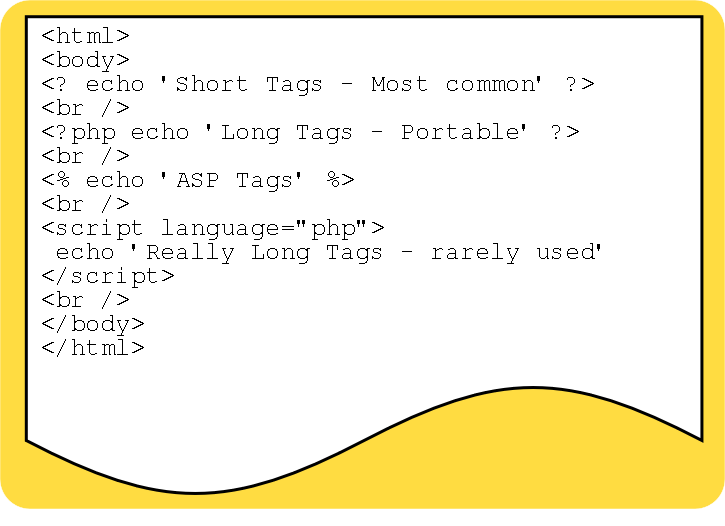 <html>
<body>
<? echo 'Short Tags - Most common' ?>
<br />
<?php echo 'Long Tags - Portable' ?>
<br />
<% echo 'ASP Tags' %>
<br />
<script language="php">
 echo 'Really Long Tags - rarely used'
</script>
<br />
</body>
</html>